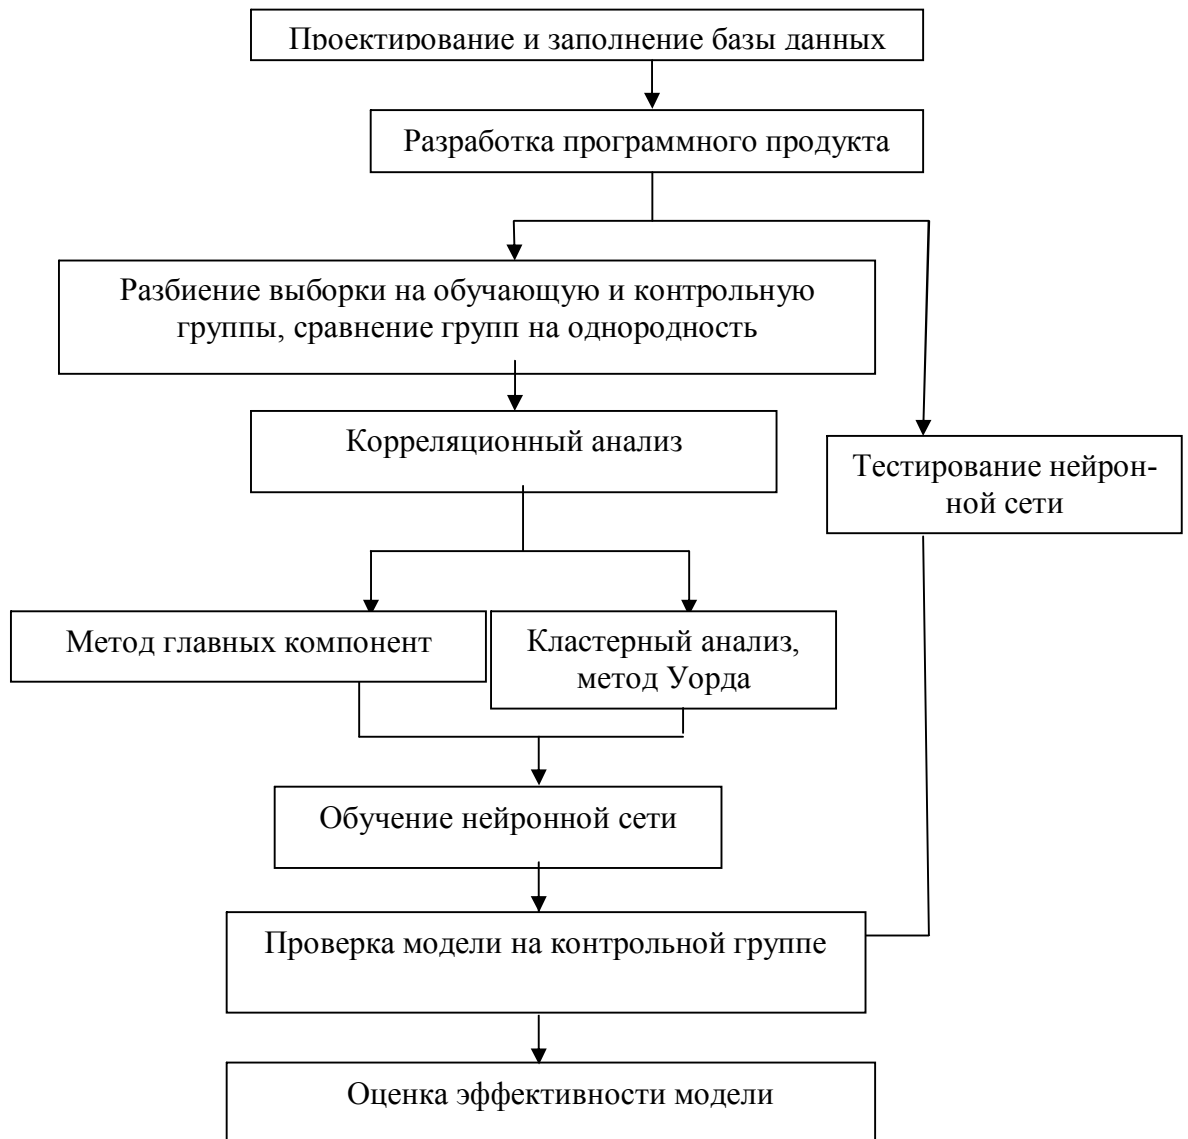 Проектирование и заполнение базы данных
Разработка программного продукта
Разбиение выборки на обучающую и контрольную
группы, сравнение групп на однородность
Корреляционный анализ
Тестирование нейрон-
ной сети
Метод главных компонент
Кластерный анализ,
метод Уорда
Обучение нейронной сети
Проверка модели на контрольной группе
Оценка эффективности модели